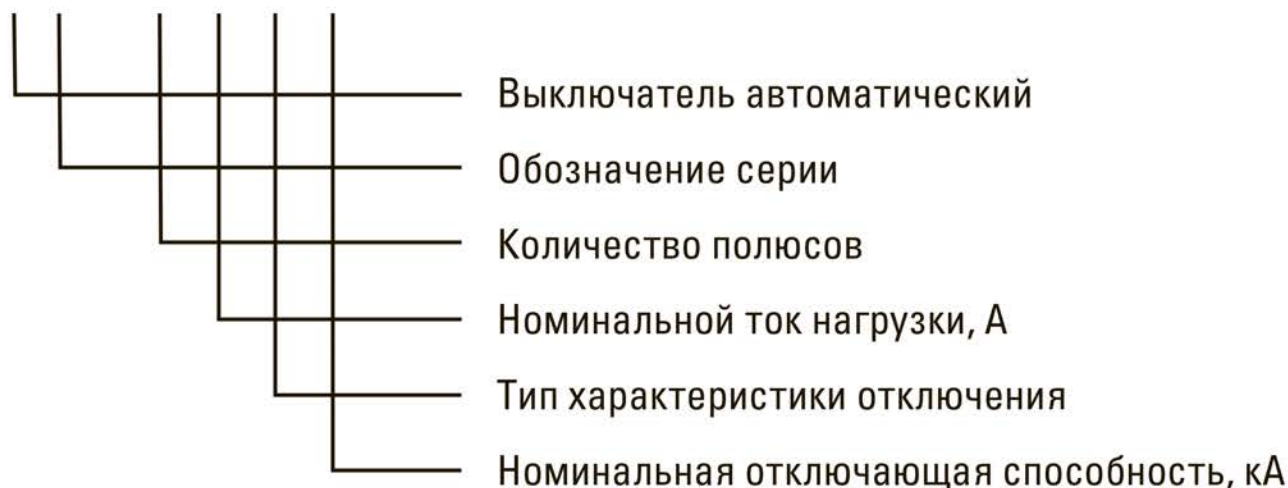 Выключатель автоматический
Обозначение серии
Количество полюсов
Номинальной ток нагрузки, А
Тип характеристики отключения
Номинальная отключающая способность, кА